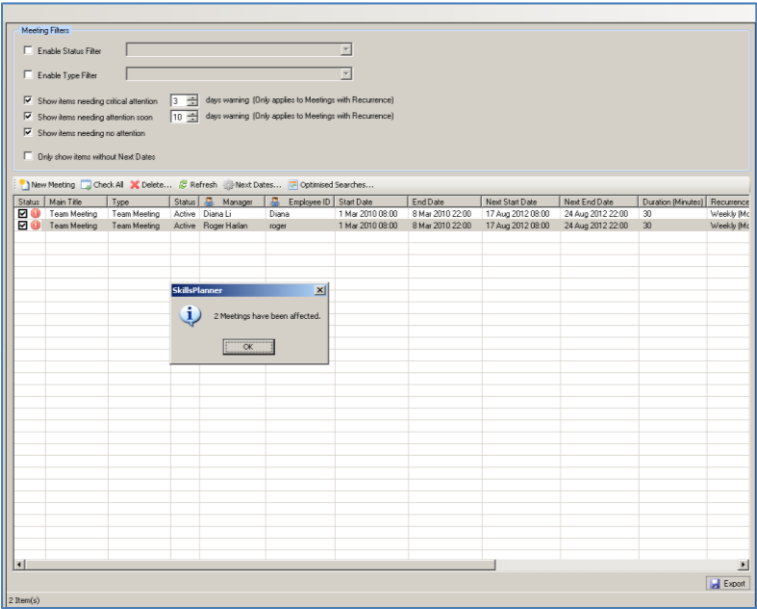 Meeting Filters
Enable Status Filter
Enable Type Filter
Show items needing critical attention 3 days warning (Only applies to Meetings with Recurrence)
Show items needing attention soon 10 days warning (Only applies to Meetings with Recurrence)
Show items needing no attention
Only show items without Next Dates
New Meeting Check All Delete... Refresh Next Dates... Optimised Searches...
Status Main Title Type Status Manager Employee ID Start Date End Date Next Start Date Next End Date Duration (Minutes) Recurrence
Team Meeting Team Meeting Active Diana Li Diana 1 Mar 2010 08:00 8 Mar 2010 22:00 17 Aug 2012 08:00 24 Aug 2012 22:00 30 Weekly (Mo
Team Meeting Team Meeting Active Roger Harlan roger 1 Mar 2010 08:00 8 Mar 2010 22:00 17 Aug 2012 08:00 24 Aug 2012 22:00 30 Weekly (Mo
SkillsPlanner
2 Meetings have been affected.
OK
Export
2 Item(s)